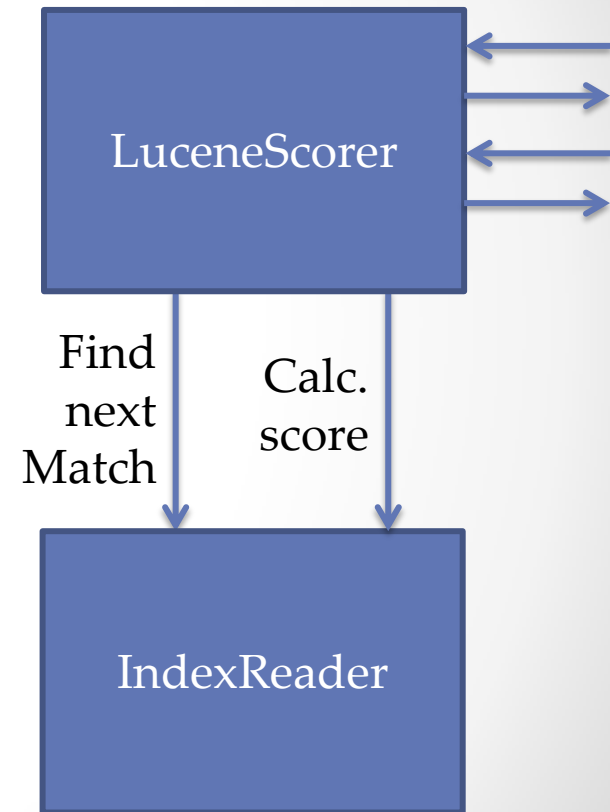 LuceneScorer
Find
next
Match
Calc.
score
IndexReader